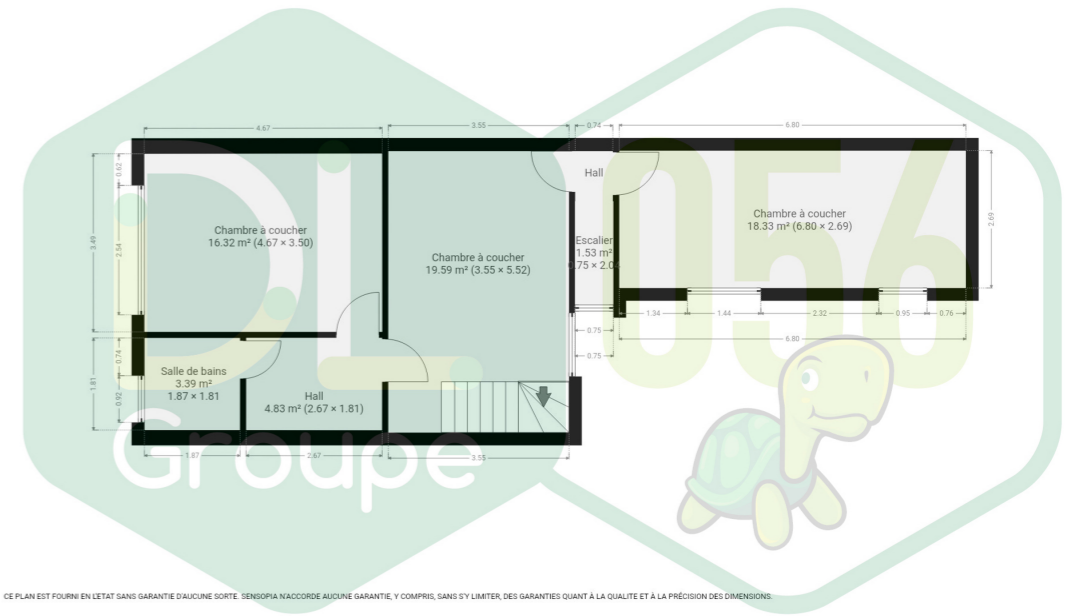 4.67
3.55
0.74
6.80
0.62
3.49
2.54
2.69
Hall
Chambre à coucher
16.32 m² (4.67 × 3.50)
Chambre à coucher
19.59 m² (3.55 × 5.52)
Escalier
1.53 m²
Chambre à coucher
18.33 m² (6.80 × 2.69)
1.34
1.44
2.32
0.95
0.76
6.80
0.75
0.75
0.74
1.81
0.92
Salle de bains
3.39 m²
1.87 × 1.81
Hall
4.83 m² (2.67 × 1.81)
1.87
2.67
3.55
DL
Groupe
056
CE PLAN EST FOURNI EN L'ETAT SANS GARANTIE D'AUCUNE SORTE. SENSOPIA N'ACCORDE AUCUNE GARANTIE, Y COMPRIS, SANS S'Y LIMITER, DES GARANTIES QUANT À LA QUALITE ET À LA PRÉCISION DES DIMENSIONS.